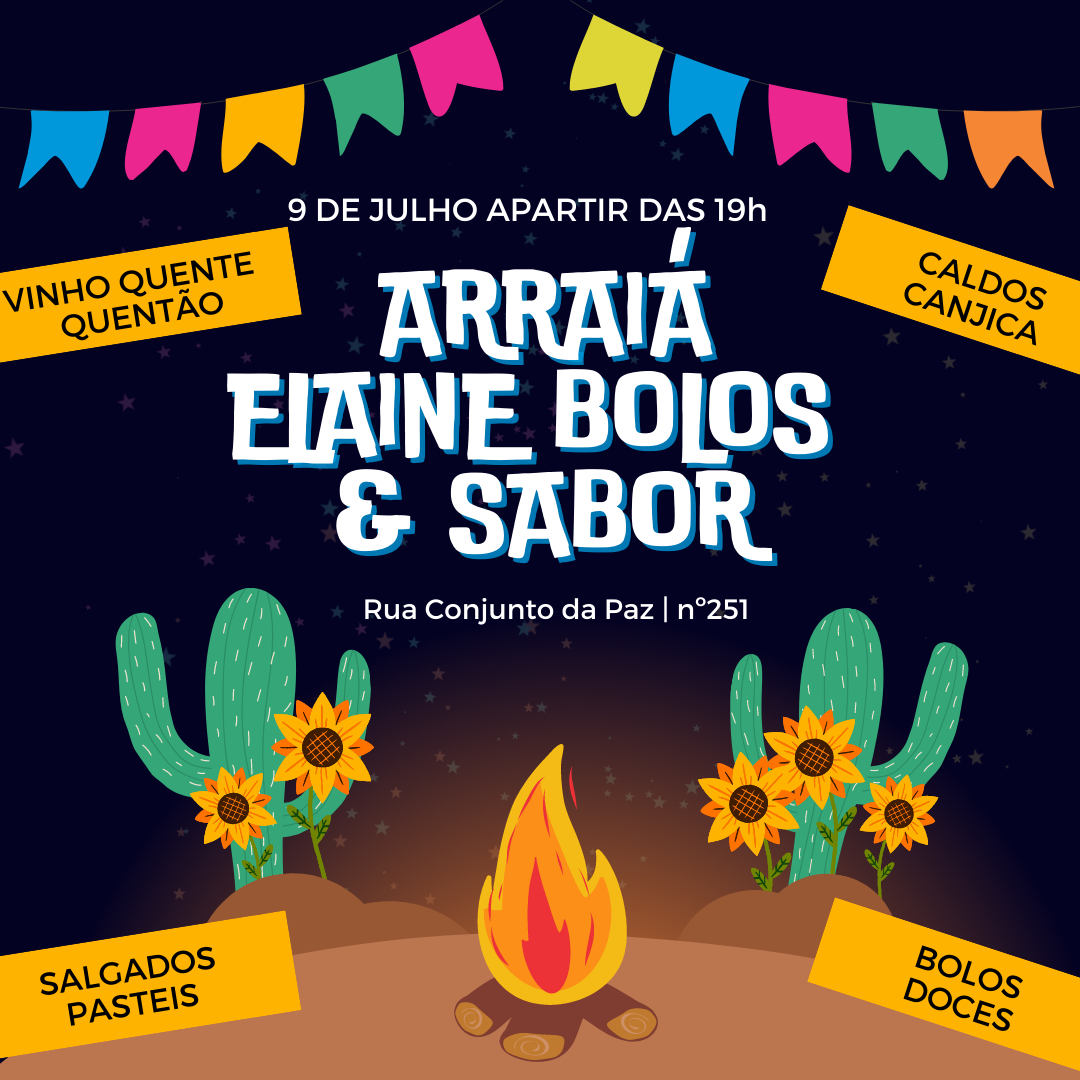 9 DE JULHO APARTIR DAS 19h
VINHO QUENTE
QUENTÃO
CALDOS
CANJICA
ARRAIÁ
ELAINE BOLOS
& SABOR
Rua Conjunto da Paz | nº251
SALGADOS
PASTEIS
BOLOS
DOCES